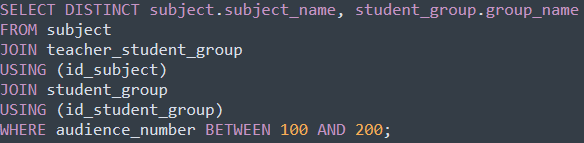 SELECT DISTINCT subject.subject_name, student_group.group_name
FROM subject
JOIN teacher_student_group
USING (id_subject)
JOIN student_group
USING (id_student_group)
WHERE audience_number BETWEEN 100 AND 200;